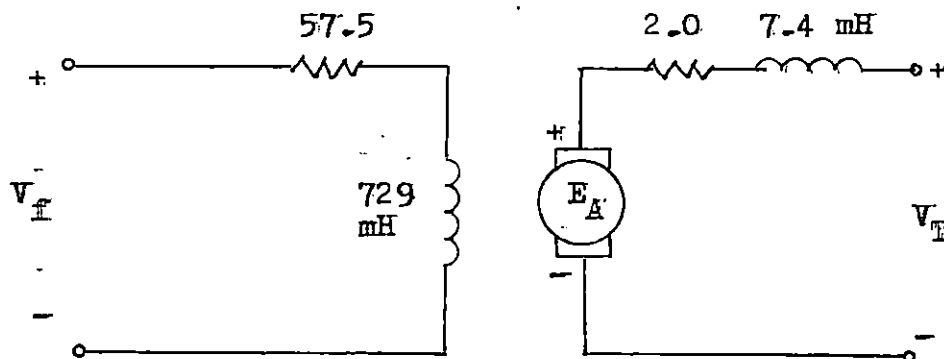 57.5
2.0 7.4 mH
+ +
+
V_f
729
mH
E_A
V_T
-
- -